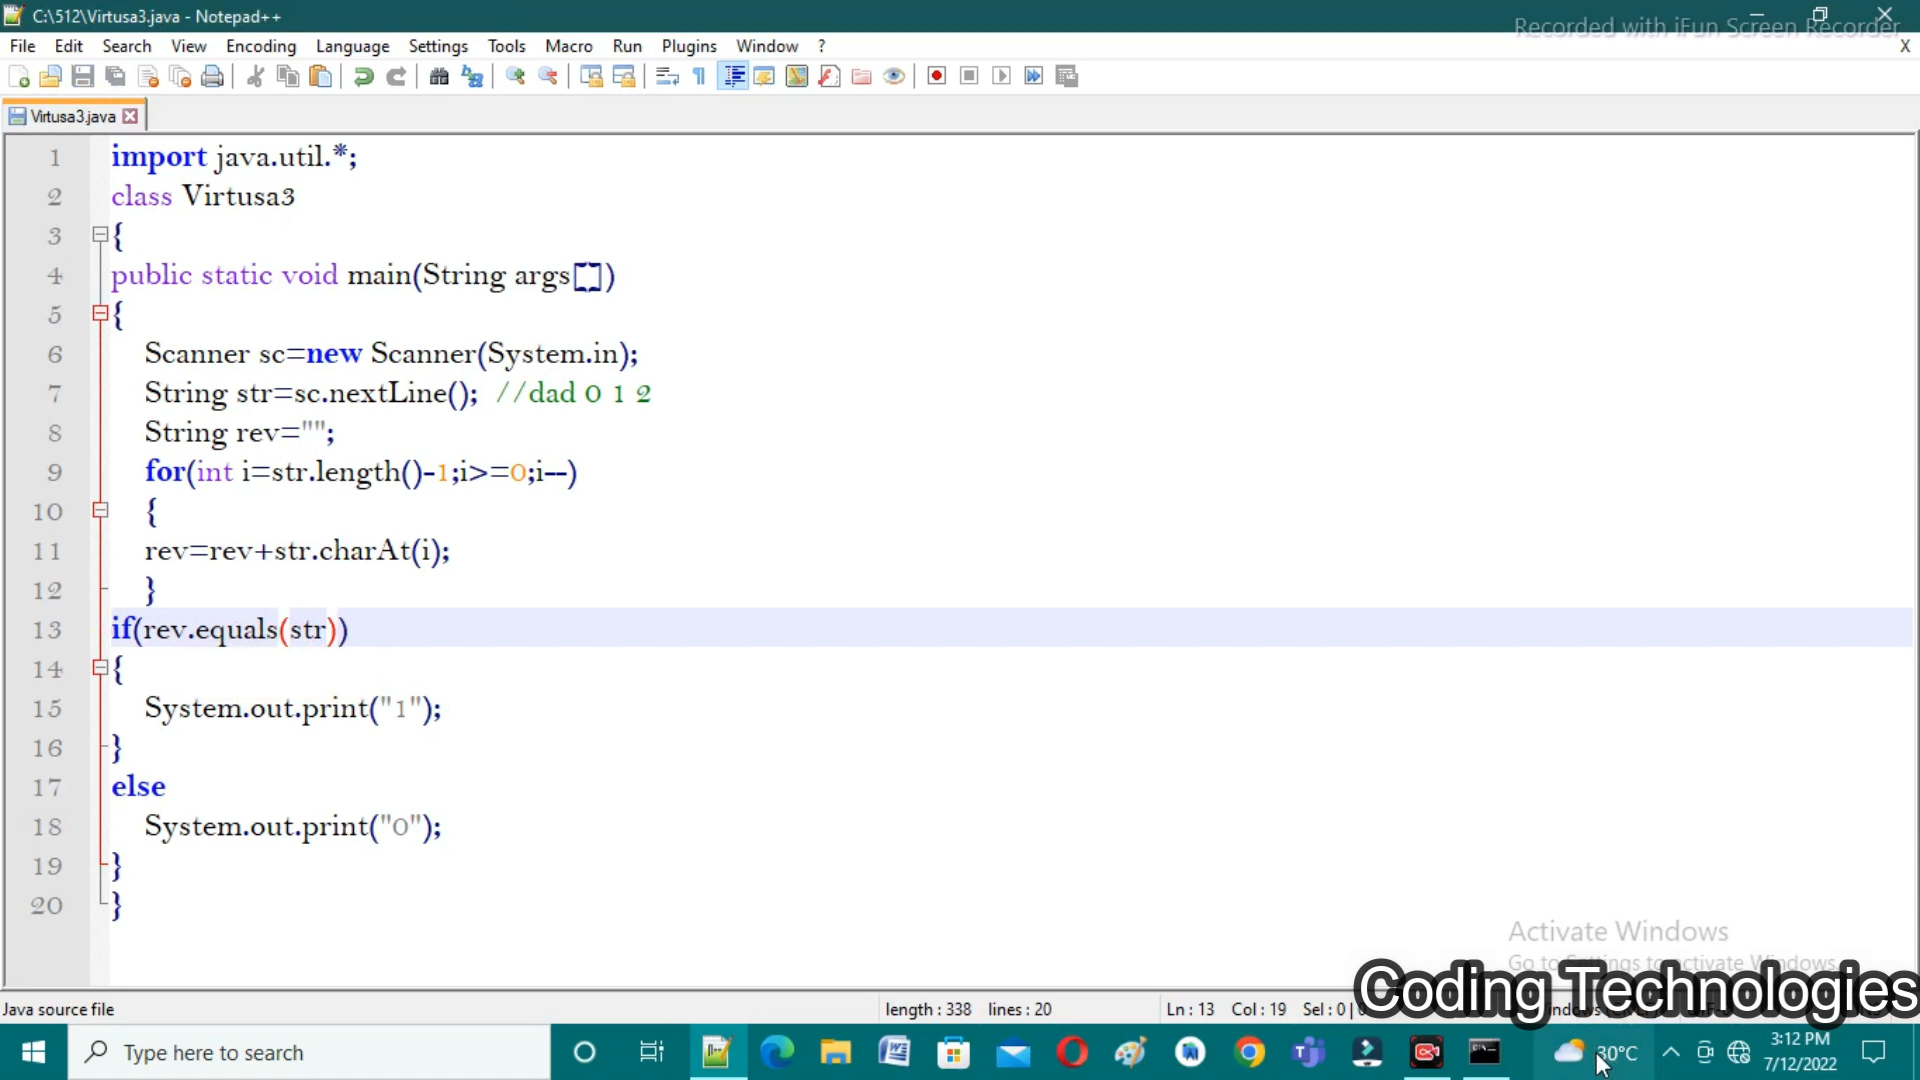 C:\512\Virtusa3.java - Notepad++
Recorded with iFun Screen Recorder
File Edit Search View Encoding Language Settings Tools Macro Run Plugins Window ? X
Virtusa3.java
1 import java.util.*;
2 class Virtusa3
3 {
4 public static void main(String args[])
5 {
6 Scanner sc=new Scanner(System.in);
7 String str=sc.nextLine(); //dad 0 1 2
8 String rev="";
9 for(int i=str.length()-1;i>=0;i--)
10 {
11 rev=rev+str.charAt(i);
12 }
13 if(rev.equals(str))
14 {
15 System.out.print("1");
16 }
17 else
18 System.out.print("0");
19 }
20 }
Activate Windows
Go to Settings to activate Windows.
Coding Technologies
Java source file length : 338 lines : 20 Ln : 13 Col : 19 Sel : 0 |
Type here to search 30°C 3:12 PM
7/12/2022